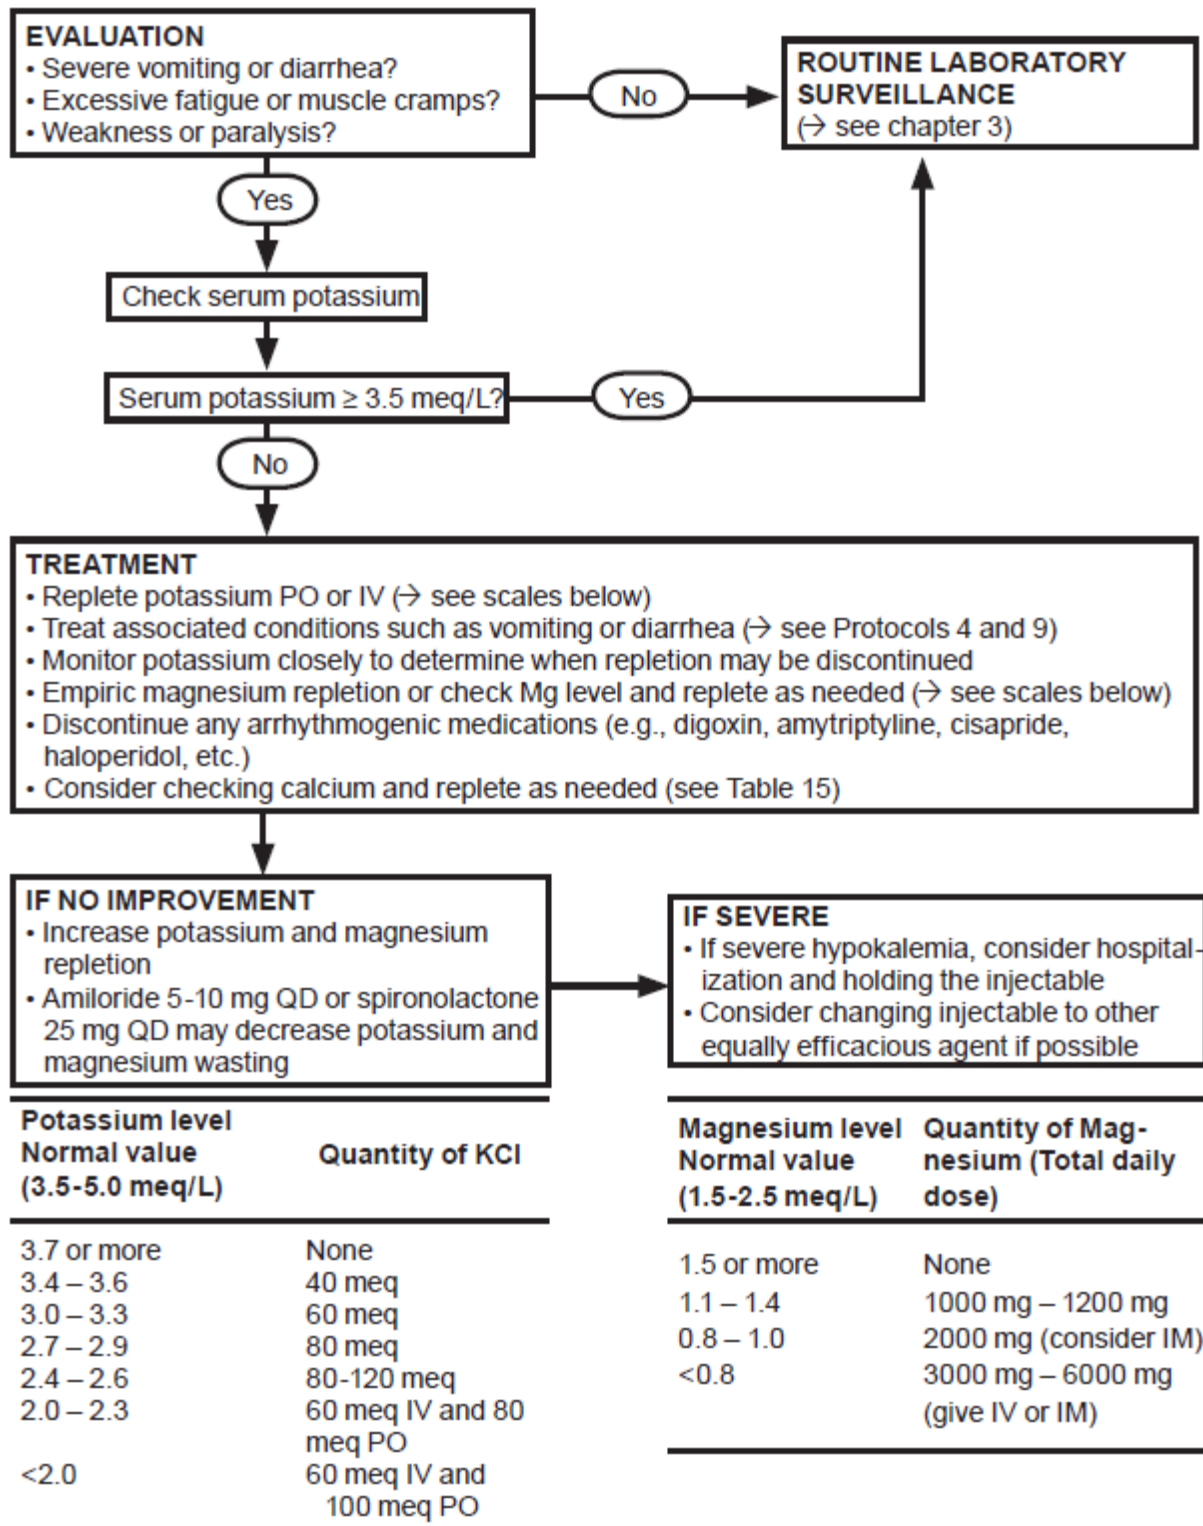 EVALUATION
• Severe vomiting or diarrhea?
• Excessive fatigue or muscle cramps?
• Weakness or paralysis?
No
ROUTINE LABORATORY
SURVEILLANCE
(→ see chapter 3)
Yes
Check serum potassium
Serum potassium ≥ 3.5 meq/L?
Yes
No
TREATMENT
• Replete potassium PO or IV (→ see scales below)
• Treat associated conditions such as vomiting or diarrhea (→ see Protocols 4 and 9)
• Monitor potassium closely to determine when repletion may be discontinued
• Empiric magnesium repletion or check Mg level and replete as needed (→ see scales below)
• Discontinue any arrhythmogenic medications (e.g., digoxin, amytriptyline, cisapride,
haloperidol, etc.)
• Consider checking calcium and replete as needed (see Table 15)
IF NO IMPROVEMENT
• Increase potassium and magnesium
repletion
• Amiloride 5-10 mg QD or spironolactone
25 mg QD may decrease potassium and
magnesium wasting
IF SEVERE
• If severe hypokalemia, consider hospital-
ization and holding the injectable
• Consider changing injectable to other
equally efficacious agent if possible
Potassium level
Normal value
(3.5-5.0 meq/L)
Quantity of KCl
3.7 or more None
3.4 – 3.6 40 meq
3.0 – 3.3 60 meq
2.7 – 2.9 80 meq
2.4 – 2.6 80-120 meq
2.0 – 2.3 60 meq IV and 80
meq PO
<2.0 60 meq IV and
100 meq PO
Magnesium level
Normal value
(1.5-2.5 meq/L)
Quantity of Mag-
nesium (Total daily
dose)
1.5 or more None
1.1 – 1.4 1000 mg – 1200 mg
0.8 – 1.0 2000 mg (consider IM)
<0.8 3000 mg – 6000 mg
(give IV or IM)